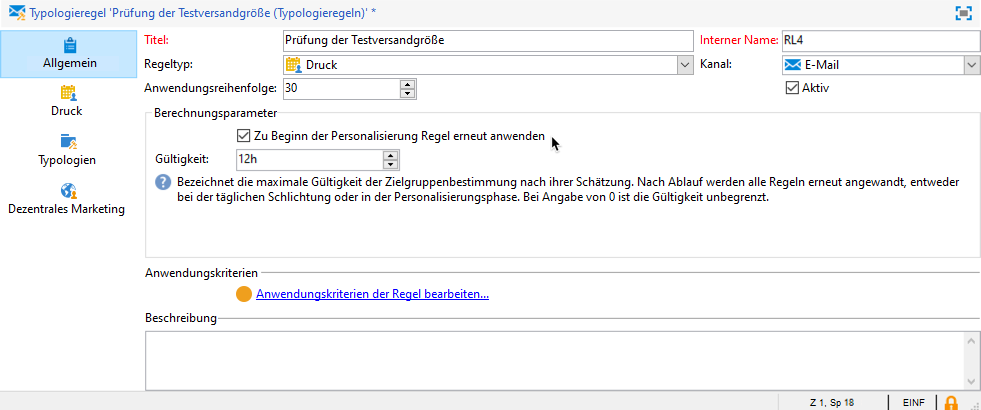 Typologieregel 'Prüfung der Testversandgröße (Typologieregeln)' *
Allgemein
Druck
Typologien
Dezentrales Marketing
Titel: Prüfung der Testversandgröße Interner Name: RL4
Regeltyp: Druck Kanal: E-Mail
Anwendungsreihenfolge: 30 Aktiv
Berechnungsparameter
Zu Beginn der Personalisierung Regel erneut anwenden
Gültigkeit: 12h
Bezeichnet die maximale Gültigkeit der Zielgruppenbestimmung nach ihrer Schätzung. Nach Ablauf werden alle Regeln erneut angewandt, entweder
bei der täglichen Schlichtung oder in der Personalisierungsphase. Bei Angabe von 0 ist die Gültigkeit unbegrenzt.
Anwendungskriterien
Anwendungskriterien der Regel bearbeiten...
Beschreibung
Z 1, Sp 18 EINF